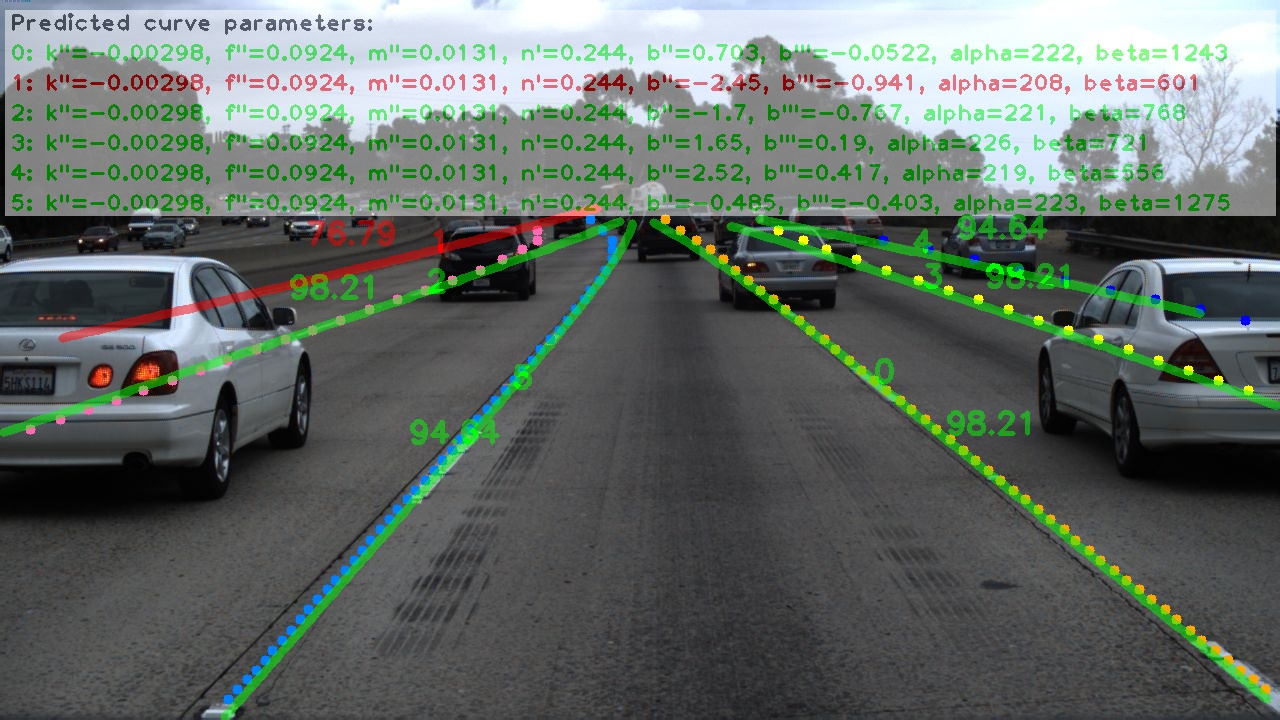 Predicted curve parameters:
0: k''=-0.00298, f''=0.0924, m''=0.0131, n'=0.244, b''=0.703, b'''=-0.0522, alpha=222, beta=1243
1: k''=-0.00298, f''=0.0924, m''=0.0131, n'=0.244, b''=-2.45, b'''=-0.941, alpha=208, beta=601
2: k''=-0.00298, f''=0.0924, m''=0.0131, n'=0.244, b''=-1.7, b'''=-0.767, alpha=221, beta=768
3: k''=-0.00298, f''=0.0924, m''=0.0131, n'=0.244, b''=1.65, b'''=0.19, alpha=226, beta=721
4: k''=-0.00298, f''=0.0924, m''=0.0131, n'=0.244, b''=2.52, b'''=0.417, alpha=219, beta=556
5: k''=-0.00298, f''=0.0924, m''=0.0131, n'=0.244, b''=-0.485, b'''=-0.403, alpha=223, beta=1275
76.79 1 4 94.64
98.21 2 3 98.21
5 0
94.64 98.21